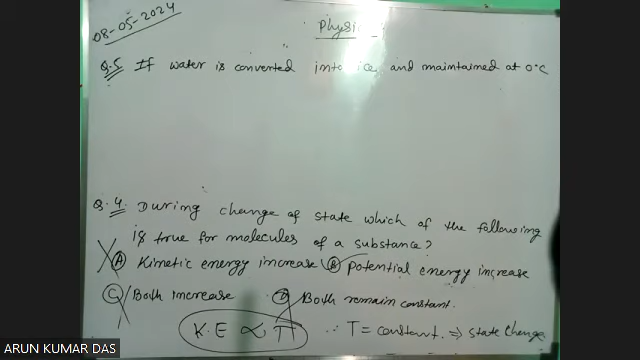 08-05-2024
Physi
Q.5 If water is converted into ice and maintained at 0°C
Q.4. During change of state which of the following
is true for molecules of a substance?
(A) Kinetic energy increase (B) Potential energy increase
(C) Both increase (D) Both remain constant.
K.E ∝ T ∴ T = constant. ⇒ state change
ARUN KUMAR DAS